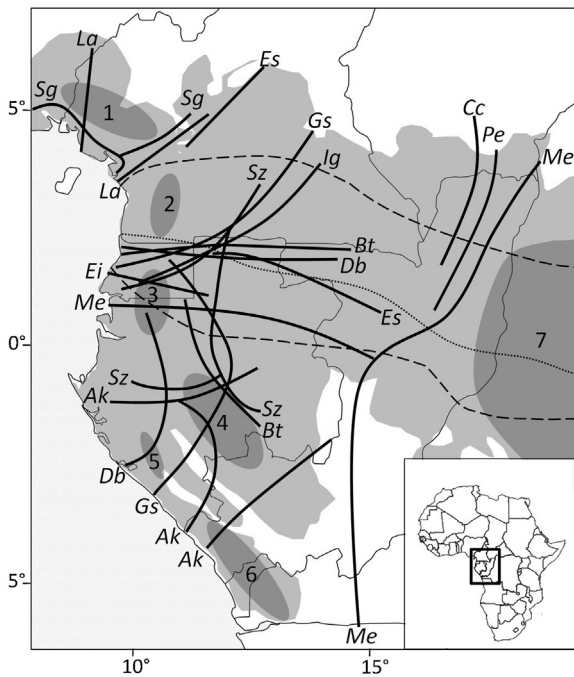 La
Es
Sg
Sg
Gs
Cc
5°
1
Pe
Ig
Me
Sz
La
2
Bt
Ei
Db
3
Me
Es
7
0°
Sz
Ak
4
Sz
Bt
5
Db
Gs
Ak
Ak
6
5°
Me
10°
15°